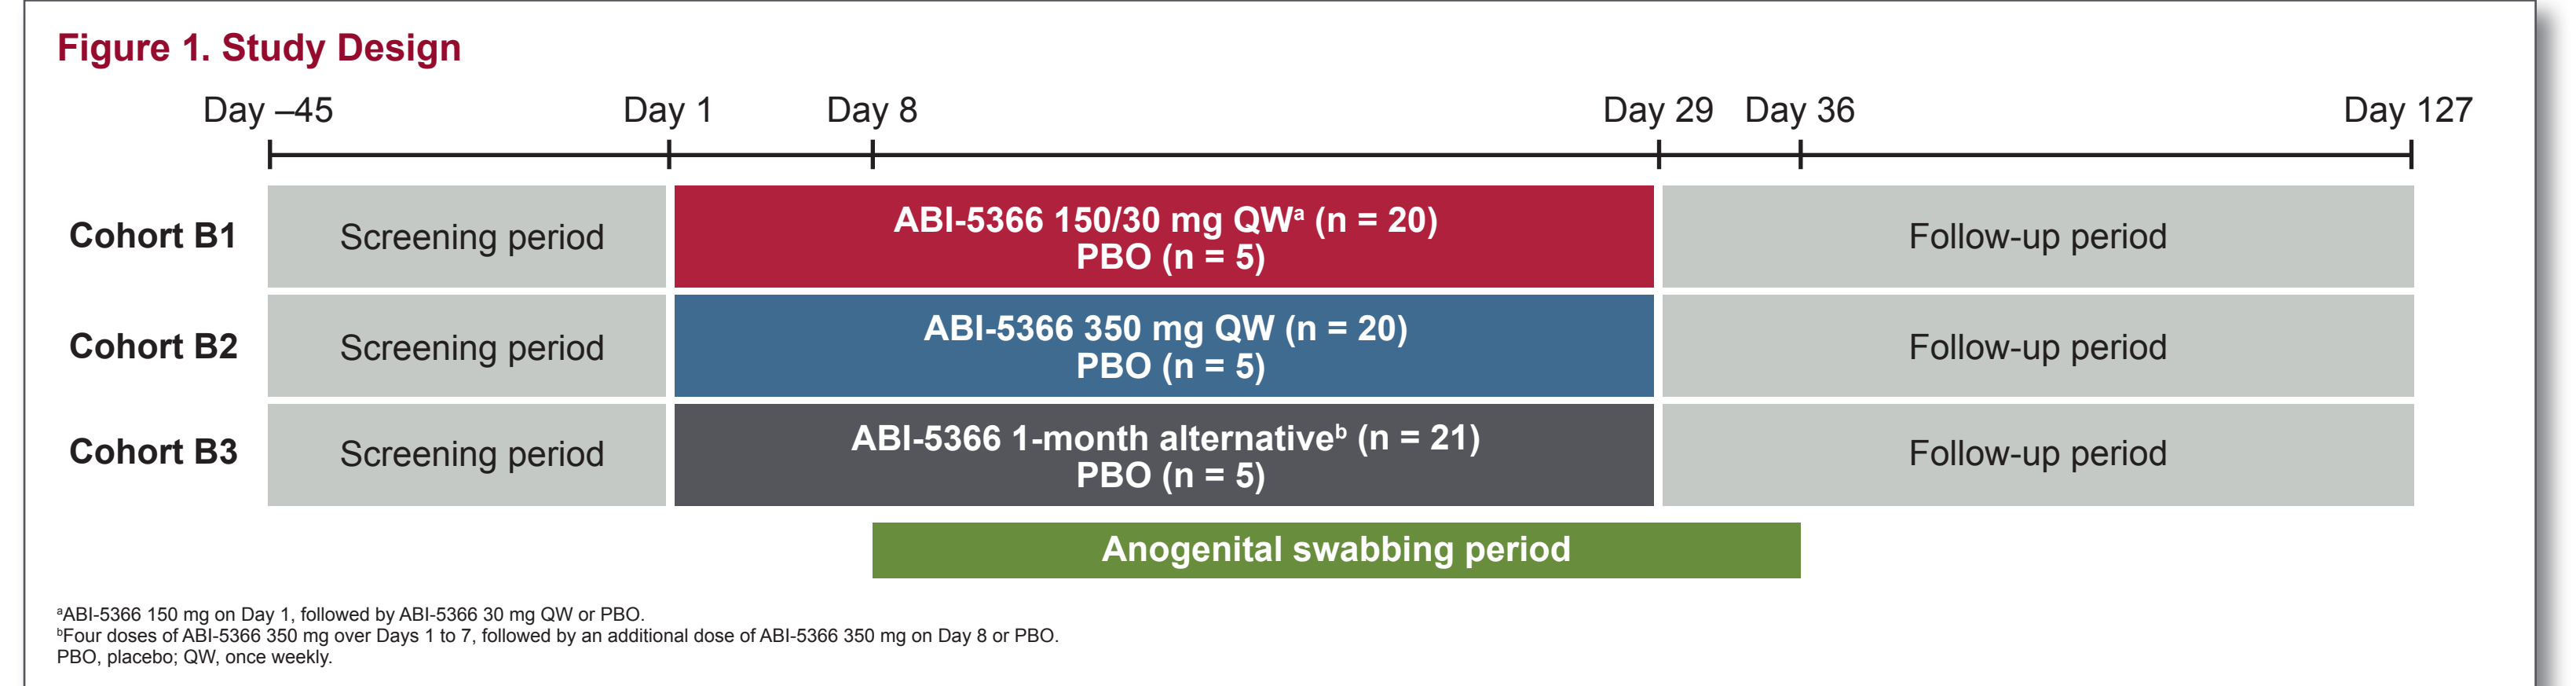 Figure 1. Study Design
Day –45 Day 1 Day 8 Day 29 Day 36 Day 127
Cohort B1
Screening period
ABI-5366 150/30 mg QWᵃ (n = 20)
PBO (n = 5)
Follow-up period
Cohort B2
Screening period
ABI-5366 350 mg QW (n = 20)
PBO (n = 5)
Follow-up period
Cohort B3
Screening period
ABI-5366 1-month alternativeᵇ (n = 21)
PBO (n = 5)
Follow-up period
Anogenital swabbing period
ᵃABI-5366 150 mg on Day 1, followed by ABI-5366 30 mg QW or PBO.
ᵇFour doses of ABI-5366 350 mg over Days 1 to 7, followed by an additional dose of ABI-5366 350 mg on Day 8 or PBO.
PBO, placebo; QW, once weekly.